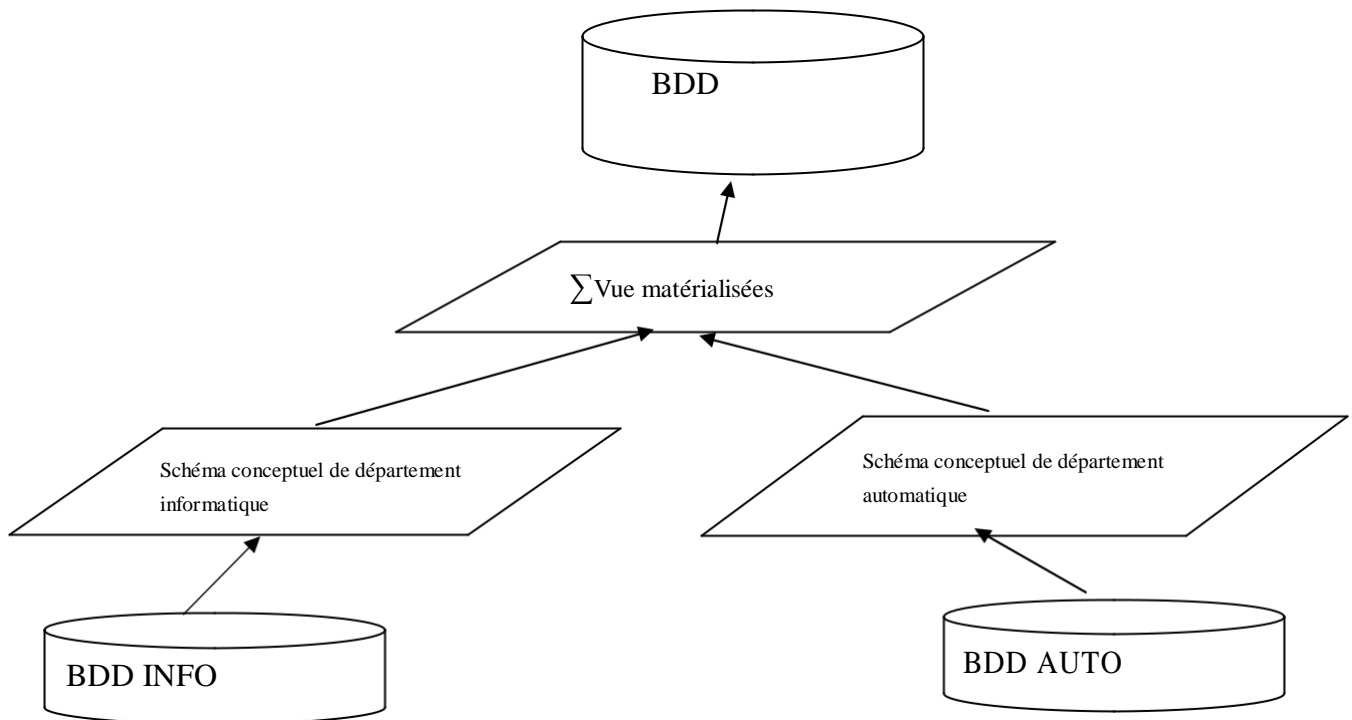 BDD
∑Vue matérialisées
Schéma conceptuel de département
informatique
Schéma conceptuel de département
automatique
BDD INFO
BDD AUTO